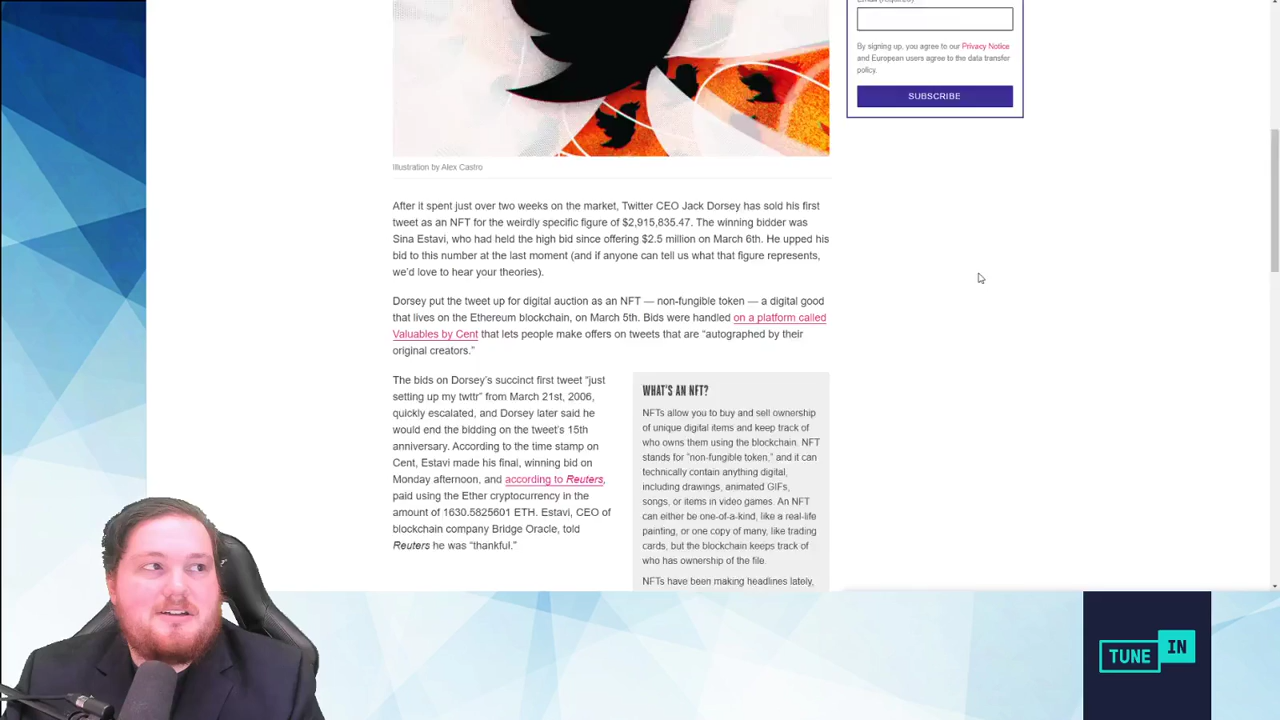 Email (required)
By signing up, you agree to our Privacy Notice
and European users agree to the data transfer
policy.
SUBSCRIBE
Illustration by Alex Castro
After it spent just over two weeks on the market, Twitter CEO Jack Dorsey has sold his first
tweet as an NFT for the weirdly specific figure of $2,915,835.47. The winning bidder was
Sina Estavi, who had held the high bid since offering $2.5 million on March 6th. He upped his
bid to this number at the last moment (and if anyone can tell us what that figure represents,
we'd love to hear your theories).
Dorsey put the tweet up for digital auction as an NFT — non-fungible token — a digital good
that lives on the Ethereum blockchain, on March 5th. Bids were handled on a platform called
Valuables by Cent that lets people make offers on tweets that are “autographed by their
original creators.”
The bids on Dorsey's succinct first tweet “just
setting up my twttr” from March 21st, 2006,
quickly escalated, and Dorsey later said he
would end the bidding on the tweet's 15th
anniversary. According to the time stamp on
Cent, Estavi made his final, winning bid on
Monday afternoon, and according to Reuters,
paid using the Ether cryptocurrency in the
amount of 1630.5825601 ETH. Estavi, CEO of
blockchain company Bridge Oracle, told
Reuters he was “thankful.”
WHAT'S AN NFT?
NFTs allow you to buy and sell ownership
of unique digital items and keep track of
who owns them using the blockchain. NFT
stands for “non-fungible token,” and it can
technically contain anything digital,
including drawings, animated GIFs,
songs, or items in video games. An NFT
can either be one-of-a-kind, like a real-life
painting, or one copy of many, like trading
cards, but the blockchain keeps track of
who has ownership of the file.
NFTs have been making headlines lately,
TUNE IN